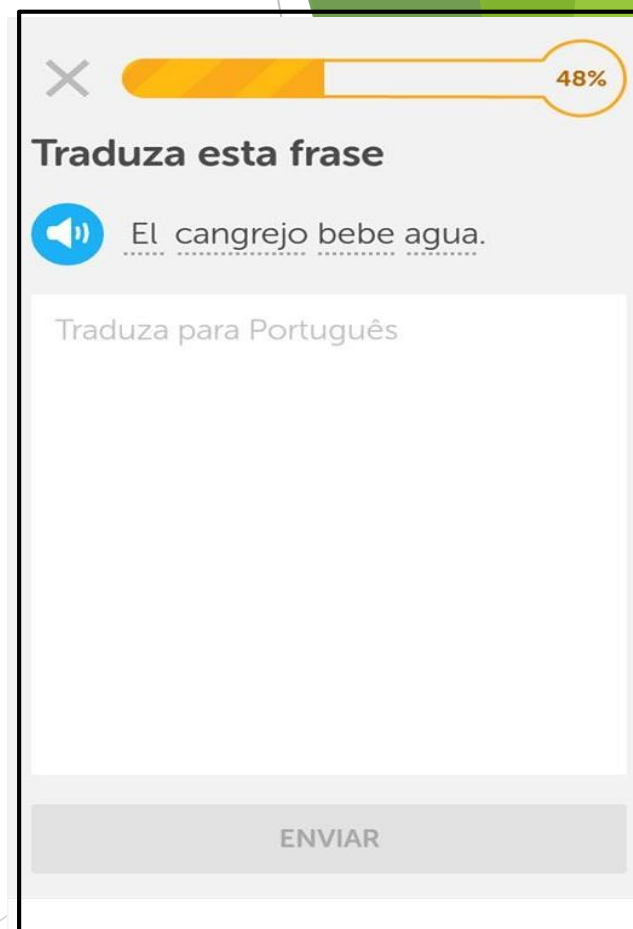 48%
Traduza esta frase
El cangrejo bebe agua.
Traduza para Português
ENVIAR